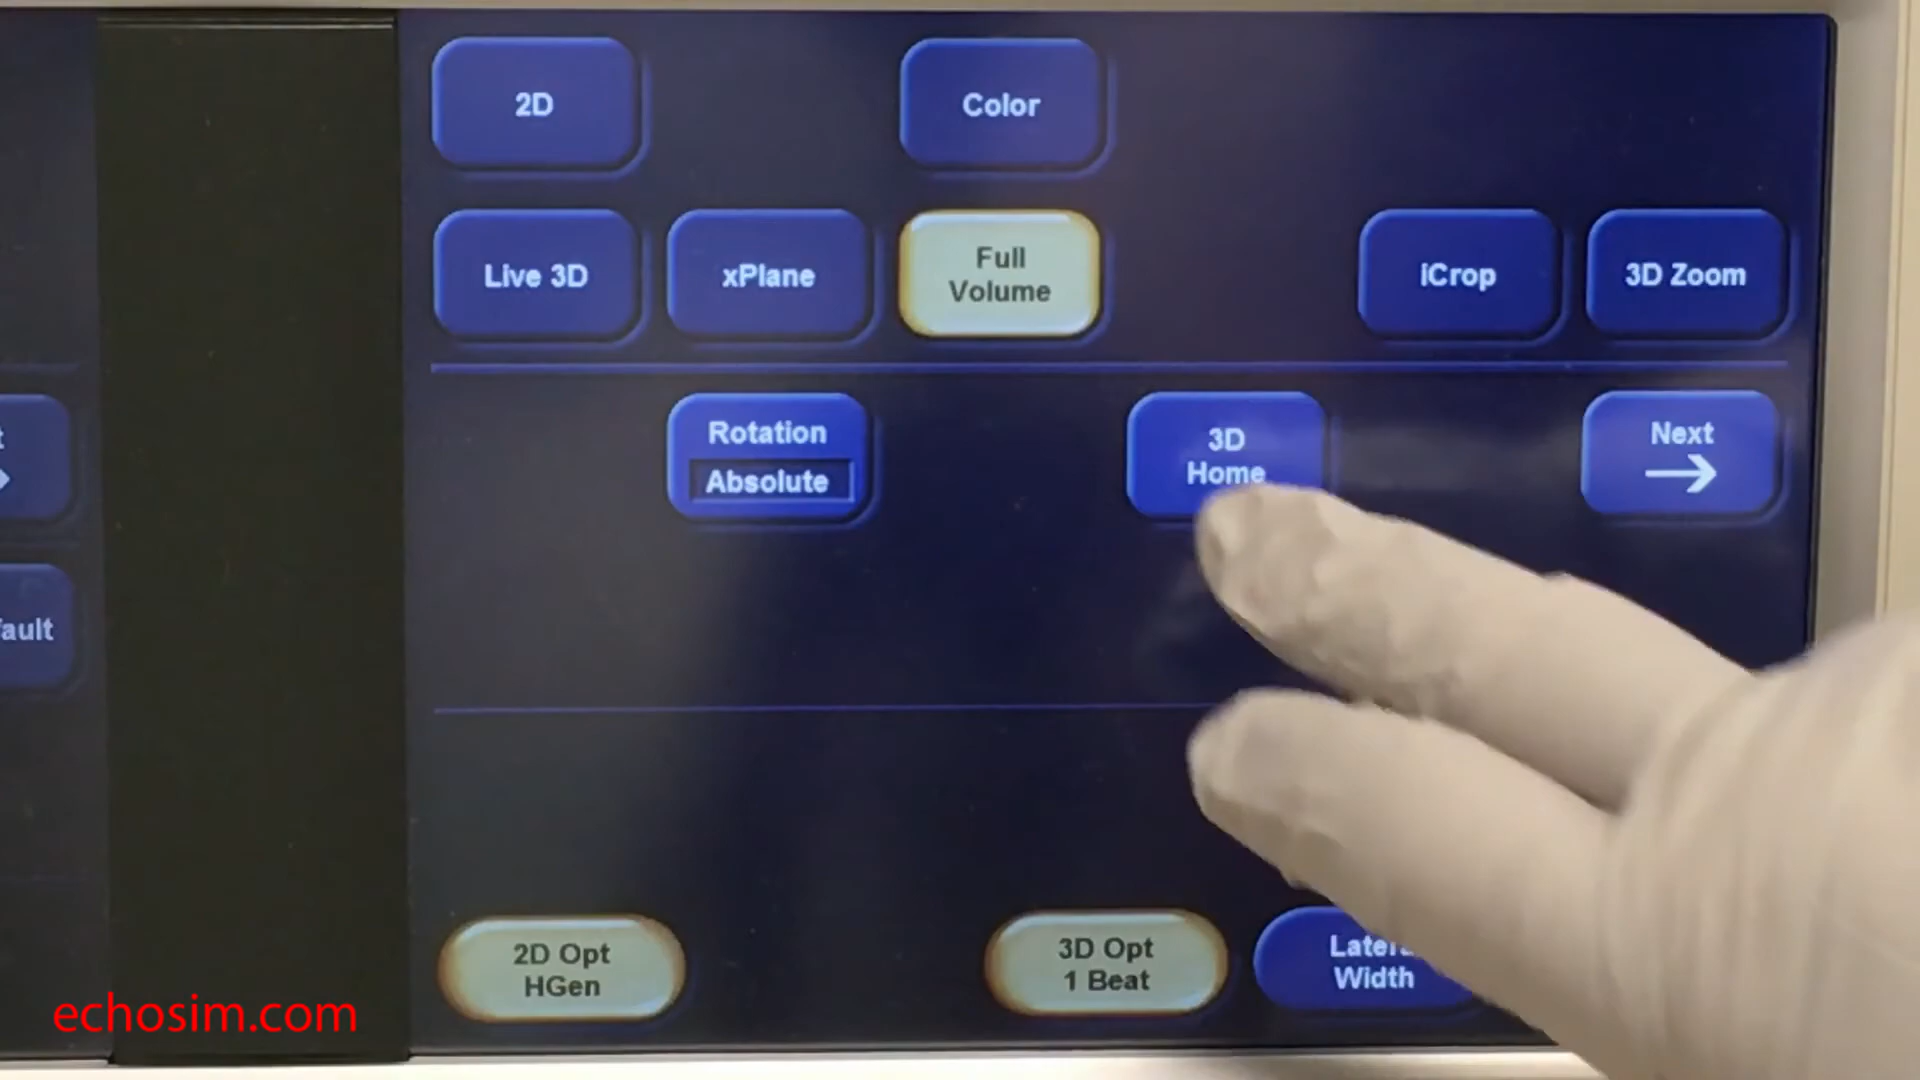 2D
Color
Live 3D
xPlane
Full
Volume
iCrop
3D Zoom
Rotation
Absolute
3D
Home
Next
2D Opt
HGen
3D Opt
1 Beat
Width
echosim.com